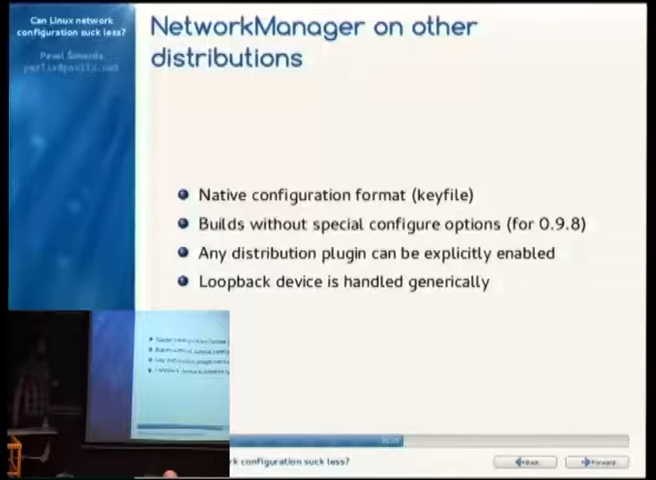 Can Linux network
configuration suck less?
Pavel Šimerda
NetworkManager on other
distributions
Native configuration format (keyfile)
Builds without special configure options (for 0.9.8)
Any distribution plugin can be explicitly enabled
Loopback device is handled generically
configuration suck less?
Back
Forward